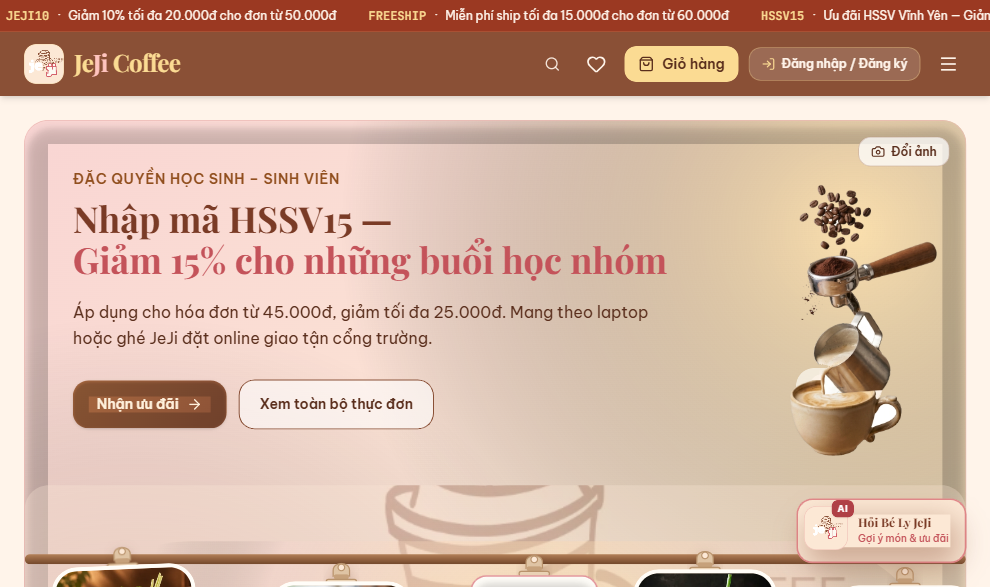 JEJI10 · Giảm 10% tối đa 20.000đ cho đơn từ 50.000đ FREESHIP · Miễn phí ship tối đa 15.000đ cho đơn từ 60.000đ HSSV15 · Ưu đãi HSSV Vĩnh Yên — Giảm
JeJi Coffee
Giỏ hàng
Đăng nhập / Đăng ký
Đổi ảnh
ĐẶC QUYỀN HỌC SINH – SINH VIÊN
Nhập mã HSSV15 —
Giảm 15% cho những buổi học nhóm
Áp dụng cho hóa đơn từ 45.000đ, giảm tối đa 25.000đ. Mang theo laptop
hoặc ghé JeJi đặt online giao tận cổng trường.
Nhận ưu đãi →
Xem toàn bộ thực đơn
AI
Hỏi Bé Ly JeJi
Gợi ý món & ưu đãi